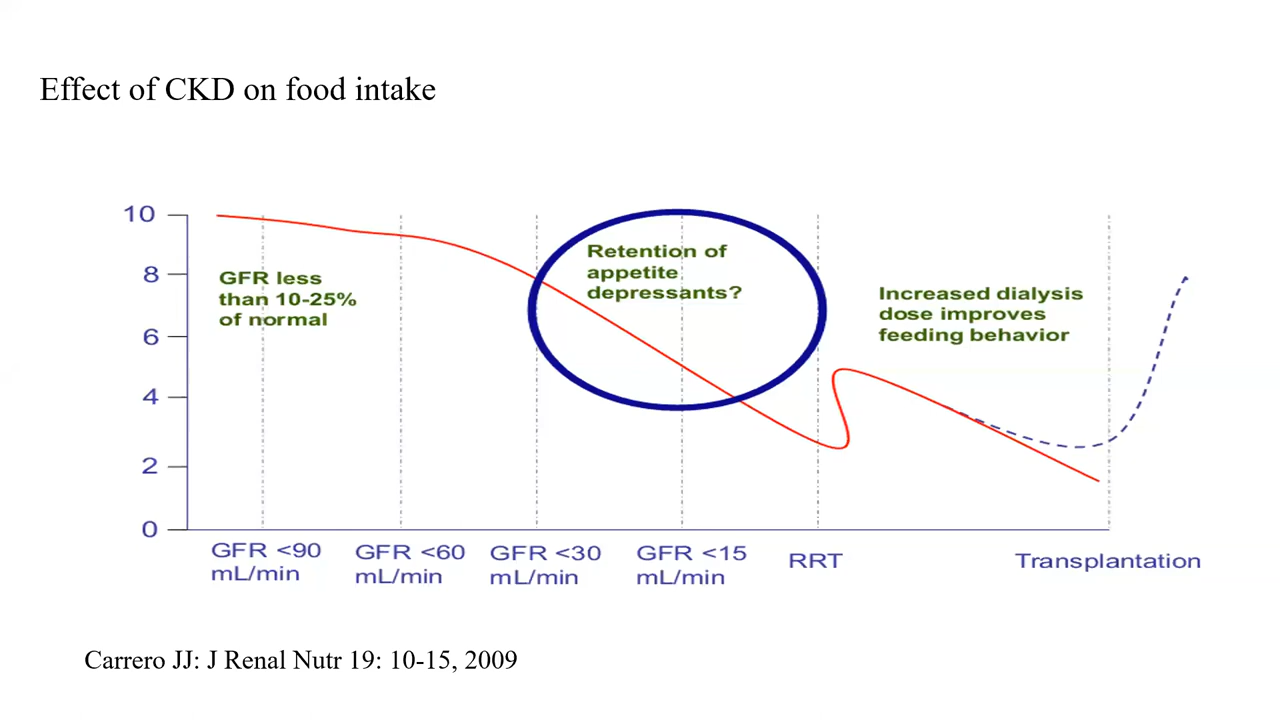 Effect of CKD on food intake
10
8
6
4
2
0
GFR less
than 10-25%
of normal
Retention of
appetite
depressants?
Increased dialysis
dose improves
feeding behavior
GFR <90
mL/min
GFR <60
mL/min
GFR <30
mL/min
GFR <15
mL/min
RRT
Transplantation
Carrero JJ: J Renal Nutr 19: 10-15, 2009